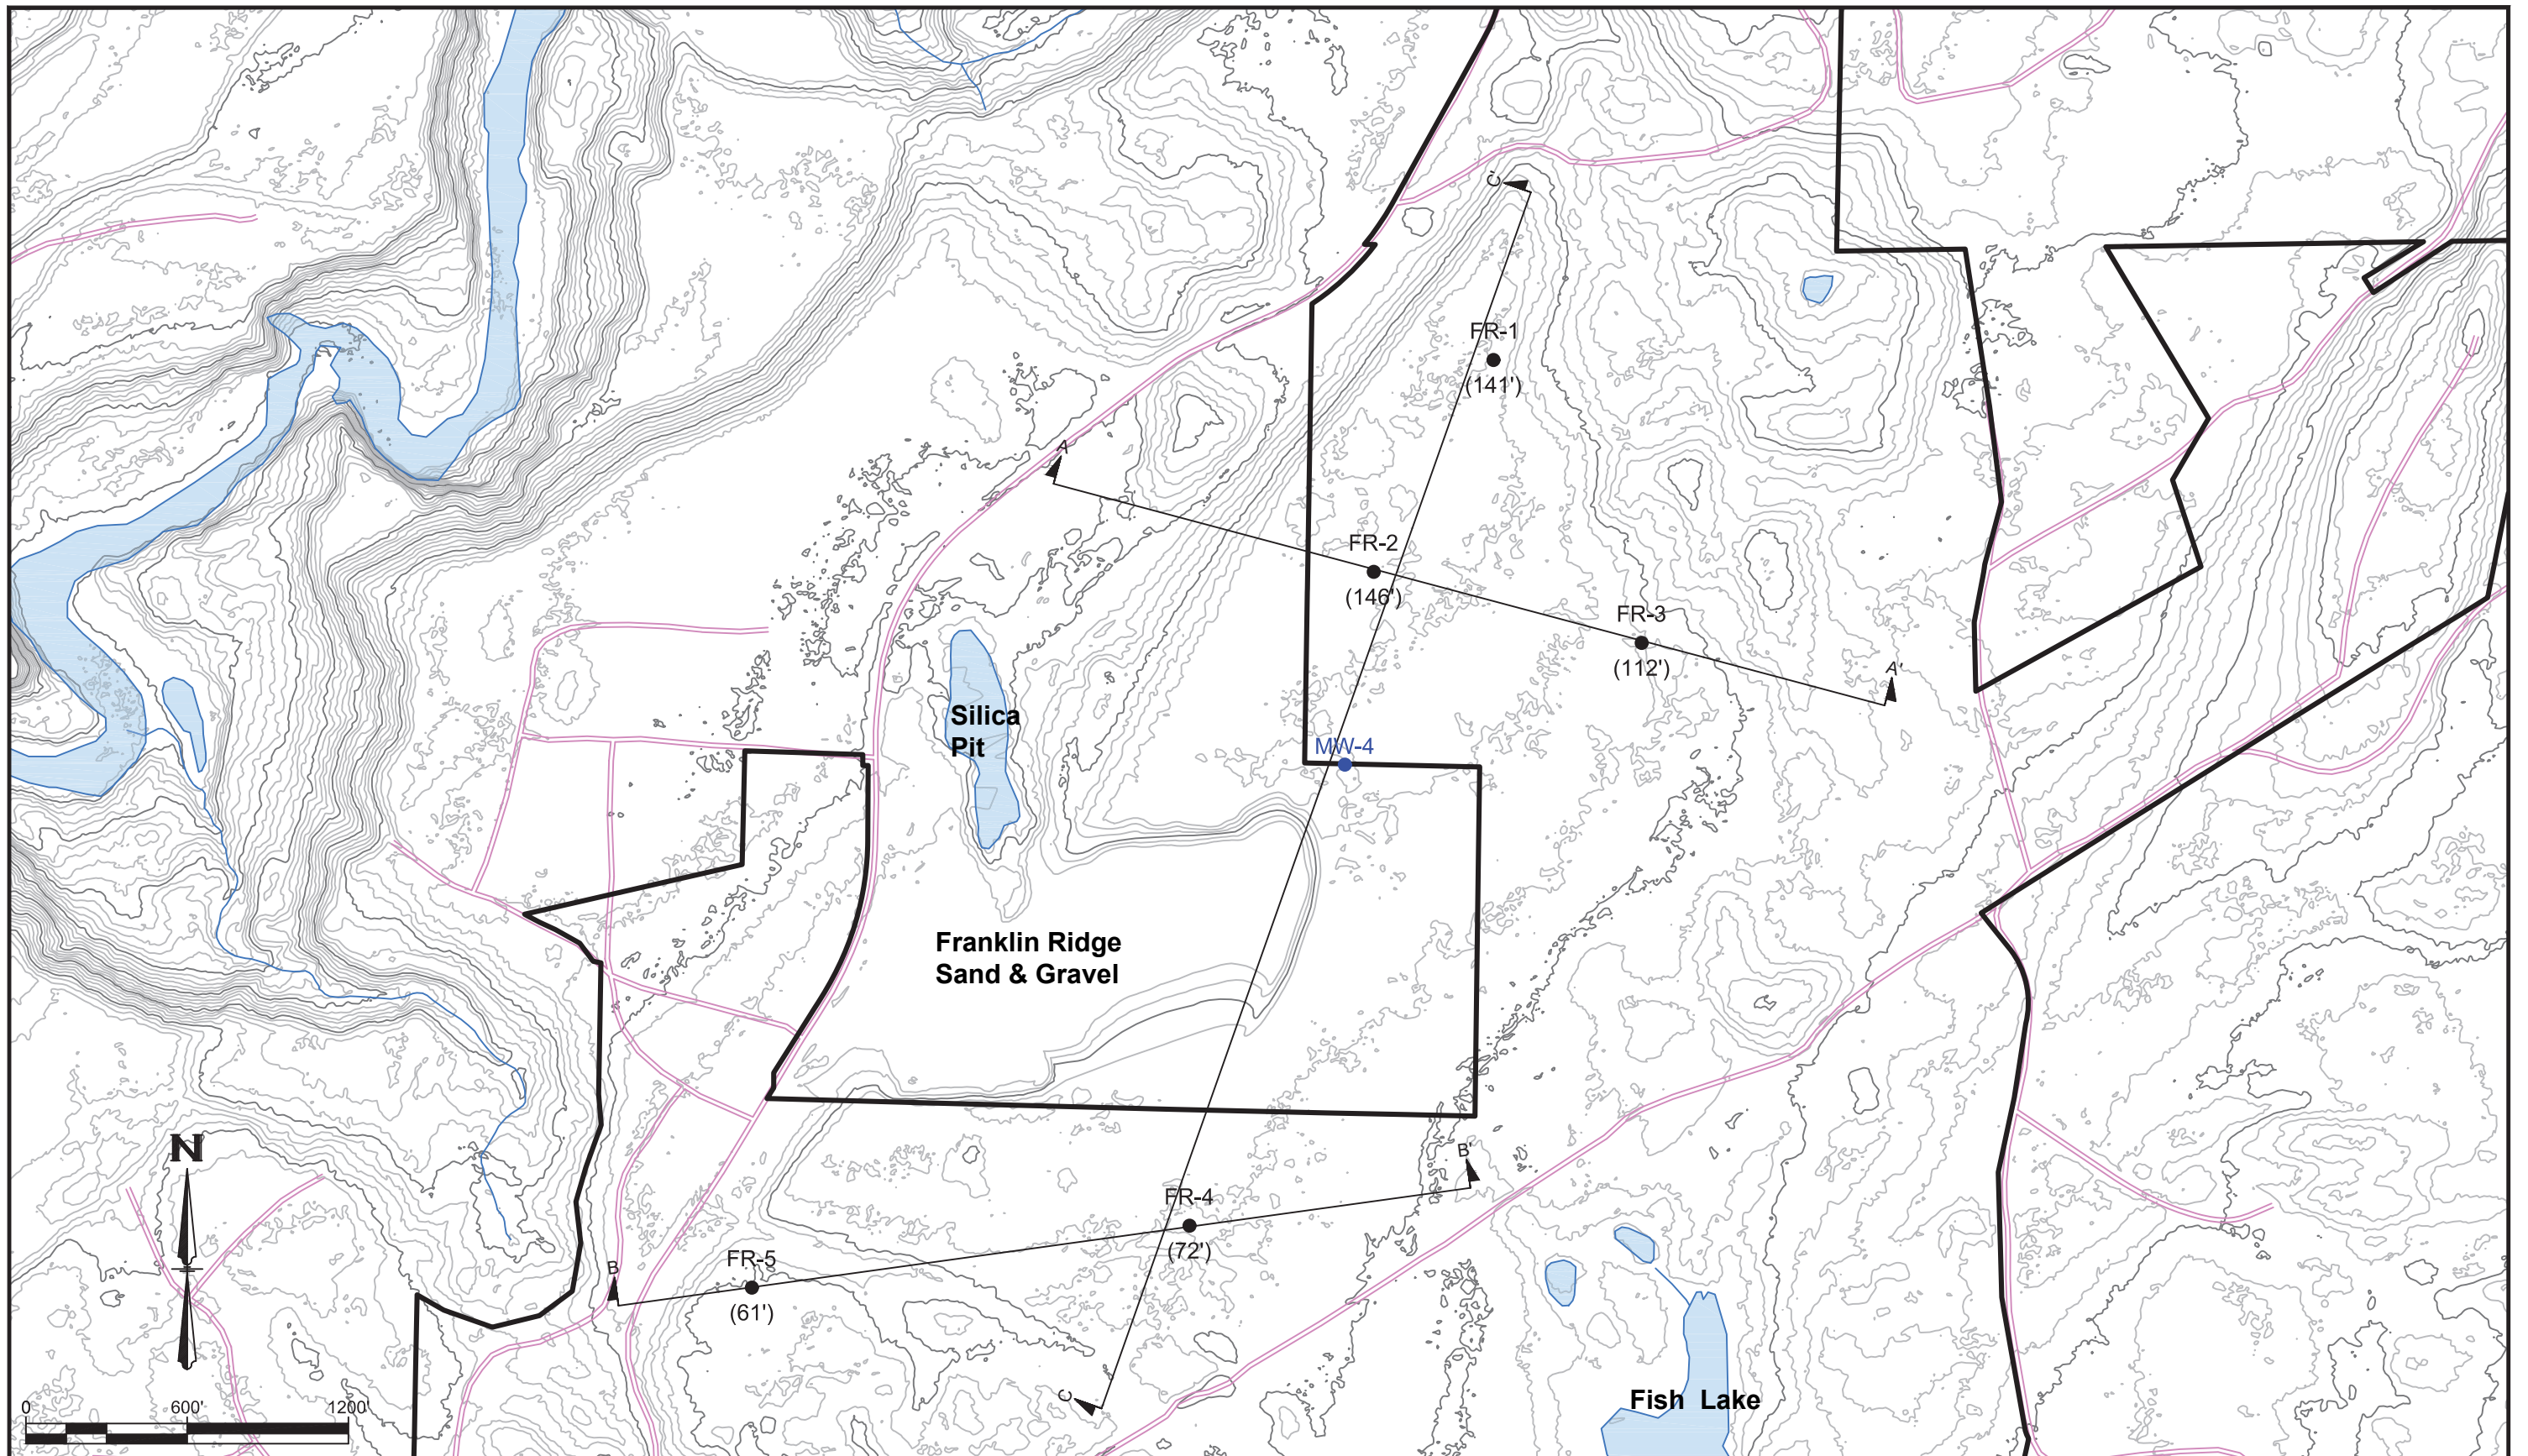 C'
FR-1
(141')
A
FR-2
(146')
FR-3
(112')
A'
Silica
Pit
MW-4
Franklin Ridge
Sand & Gravel
N
B'
FR-4
(72')
FR-5
(61')
B
C
Fish Lake
0 600' 1200'